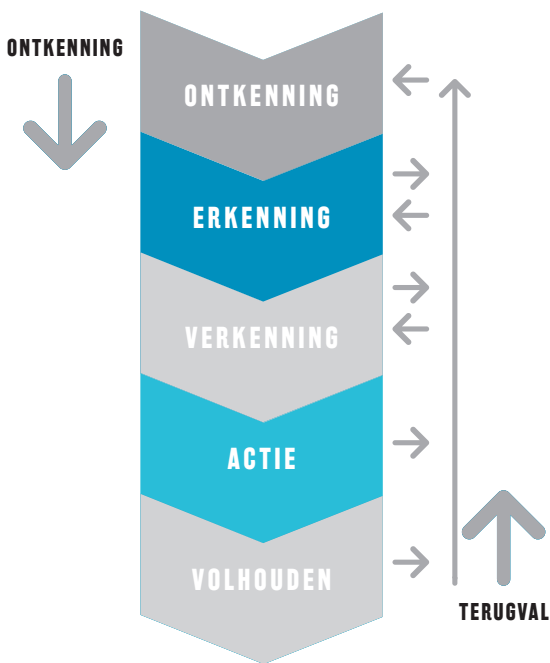 ONTKENNING
ONTKENNING
ERKENNING
VERKENNING
ACTIE
VOLHOUDEN
TERUGVAL